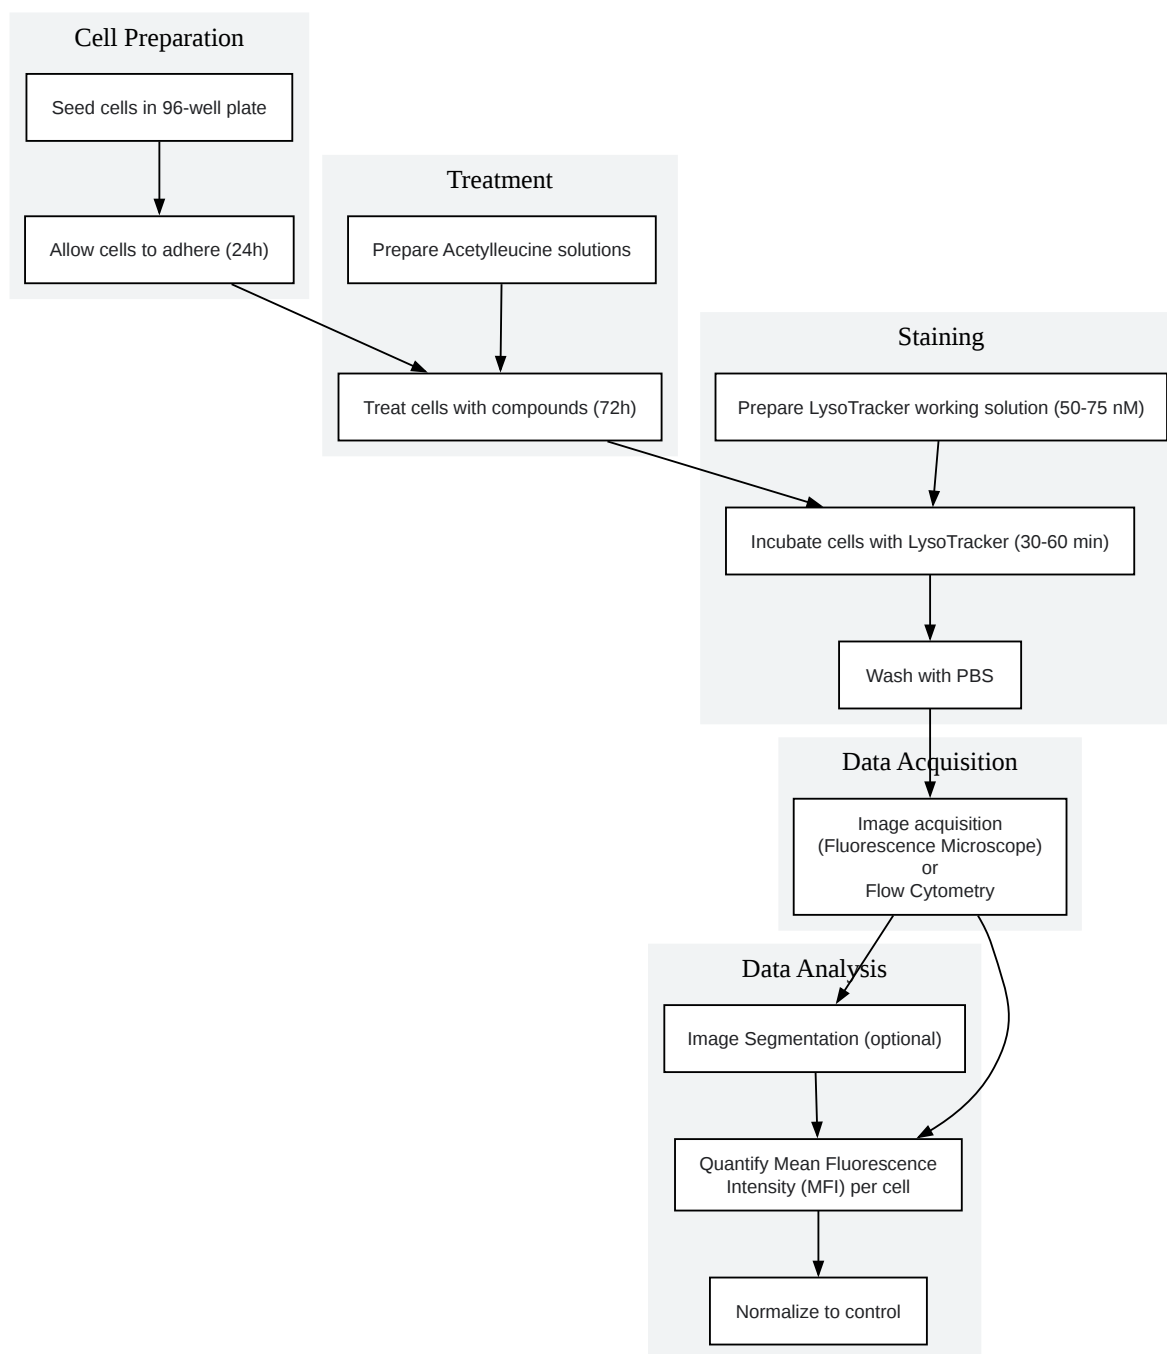 Cell Preparation
Seed cells in 96-well plate
Allow cells to adhere (24h)
Treatment
Prepare Acetylleucine solutions
Treat cells with compounds (72h)
Staining
Prepare LysoTracker working solution (50-75 nM)
Incubate cells with LysoTracker (30-60 min)
Wash with PBS
Data Acquisition
Image acquisition
(Fluorescence Microscope)
or
Flow Cytometry
Data Analysis
Image Segmentation (optional)
Quantify Mean Fluorescence
Intensity (MFI) per cell
Normalize to control